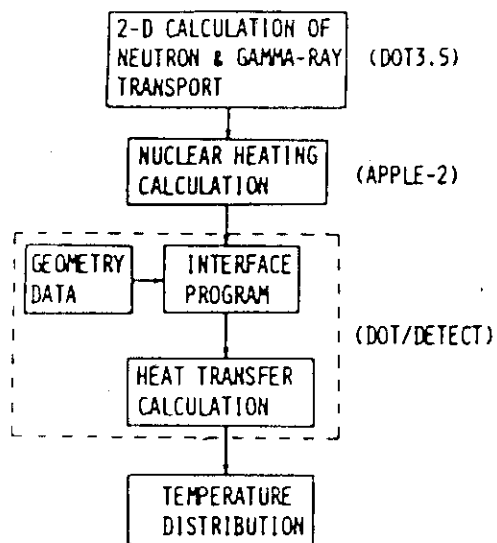 2-D CALCULATION OF
NEUTRON & GAMMA-RAY
TRANSPORT
(DOT3.5)
NUCLEAR HEATING
CALCULATION
(APPLE-2)
GEOMETRY
DATA
INTERFACE
PROGRAM
(DOT/DETECT)
HEAT TRANSFER
CALCULATION
TEMPERATURE
DISTRIBUTION